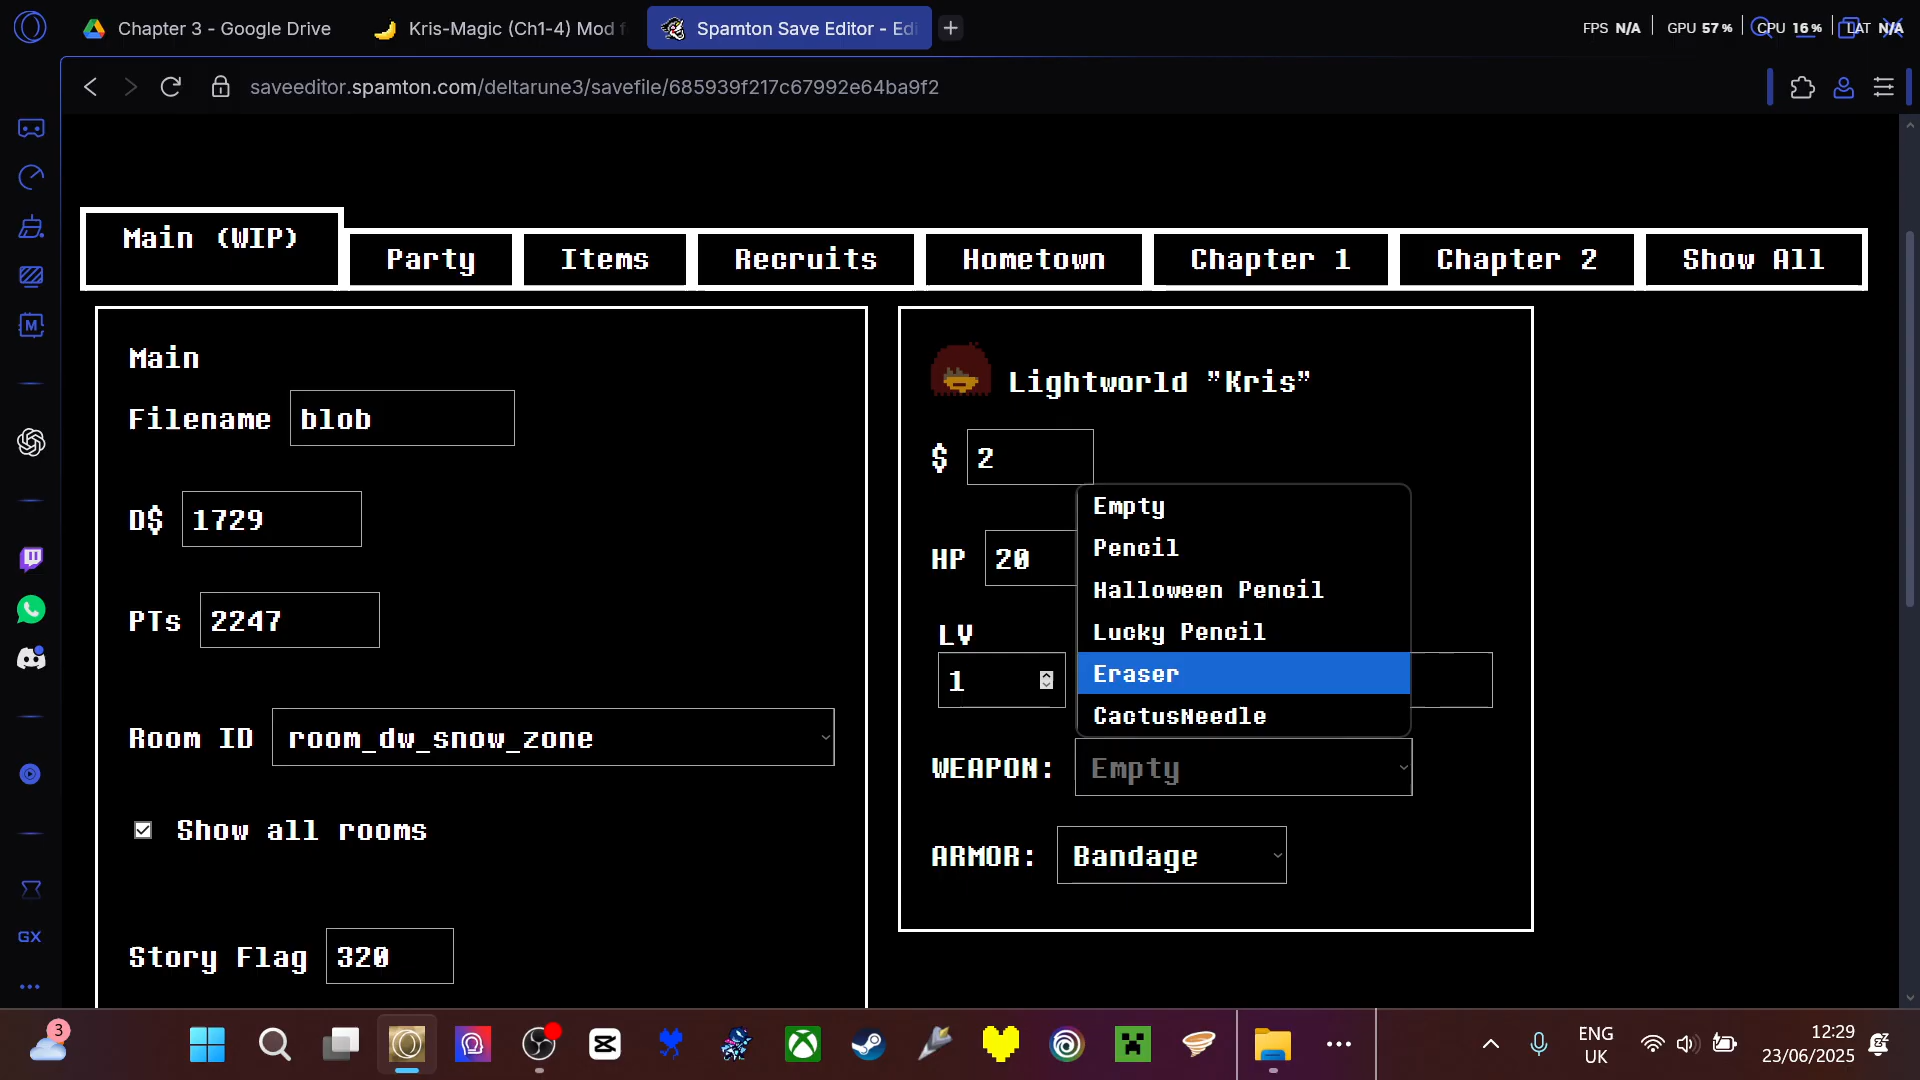 Chapter 3 - Google Drive
Kris-Magic (Ch1-4) Mod f
Spamton Save Editor - Edi
FPS N/A
GPU 57 %
CPU 16 %
LAT N/A
saveeditor.spamton.com/deltarune3/savefile/685939f217c67992e64ba9f2
Main (WIP)
Party
Items
Recruits
Hometown
Chapter 1
Chapter 2
Show All
Main
Filename blob
D$ 1729
PTs 2247
Room ID room_dw_snow_zone
Show all rooms
Story Flag 320
Lightworld "Kris"
$ 2
HP 20
LV
1
Empty
Pencil
Halloween Pencil
Lucky Pencil
Eraser
CactusNeedle
WEAPON: Empty
ARMOR: Bandage
M
GX
3
ENG
UK
12:29
23/06/2025